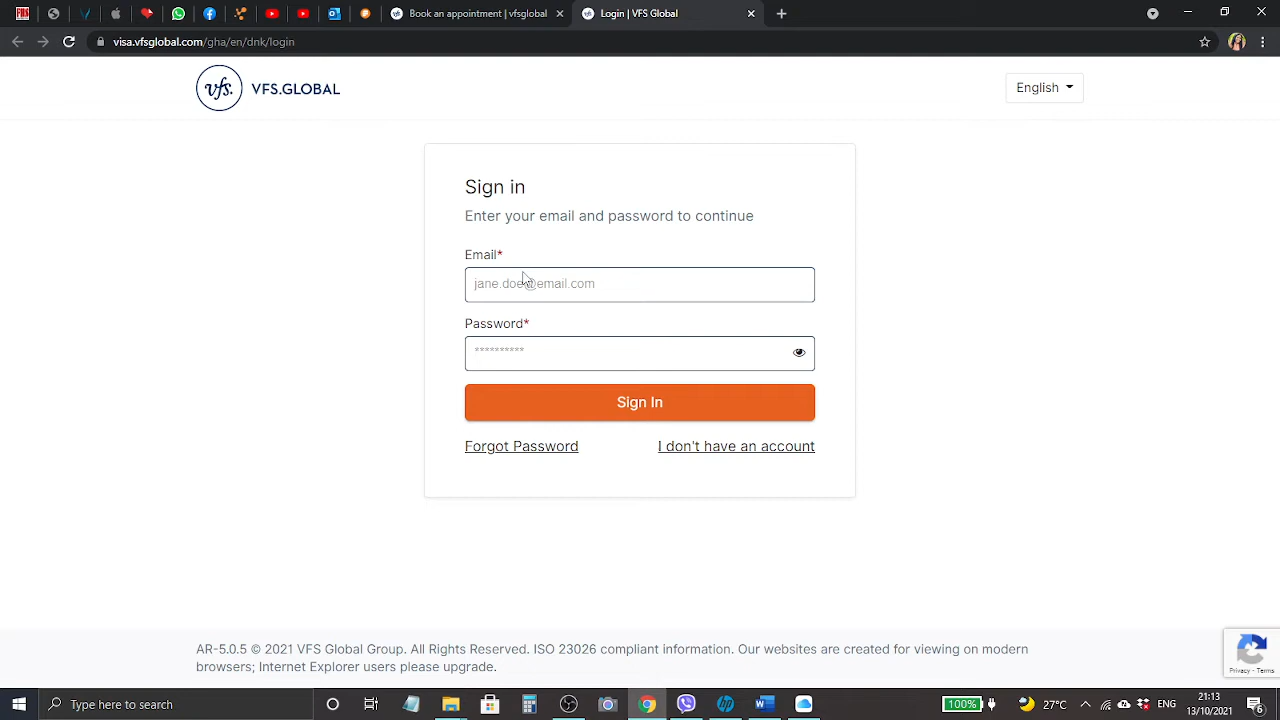 Book an appointment | vfsglobal
Login | VFS Global
visa.vfsglobal.com/gha/en/dnk/login
vfs. VFS.GLOBAL
English
Sign in
Enter your email and password to continue
Email*
jane.doe@email.com
Password*
**********
Sign In
Forgot Password
I don't have an account
AR-5.0.5 © 2021 VFS Global Group. All Rights Reserved. ISO 23026 compliant information. Our websites are created for viewing on modern
browsers; Internet Explorer users please upgrade.
Privacy - Terms
Type here to search
100%
27°C
ENG
21:13
13/10/2021
6